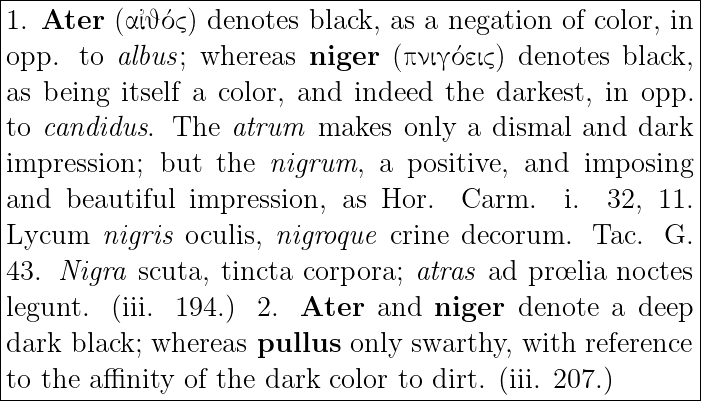 1. Ater (αἰθός) denotes black, as a negation of color, in
opp. to albus; whereas niger (πνιγόεις) denotes black,
as being itself a color, and indeed the darkest, in opp.
to candidus. The atrum makes only a dismal and dark
impression; but the nigrum, a positive, and imposing
and beautiful impression, as Hor. Carm. i. 32, 11.
Lycum nigris oculis, nigroque crine decorum. Tac. G.
43. Nigra scuta, tincta corpora; atras ad prœlia noctes
legunt. (iii. 194.) 2. Ater and niger denote a deep
dark black; whereas pullus only swarthy, with reference
to the affinity of the dark color to dirt. (iii. 207.)